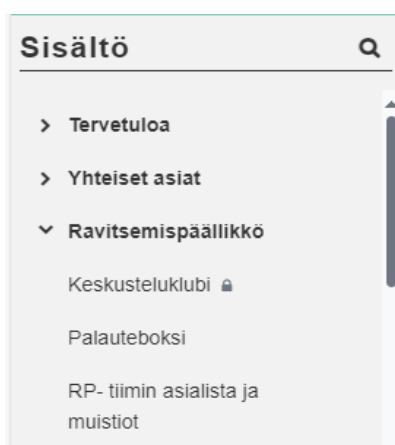 Sisältö
Tervetuloa
Yhteiset asiat
Ravitsemispäällikkö
Keskusteluklubi
Palauteboksi
RP- tiimin asialista ja
muistiot